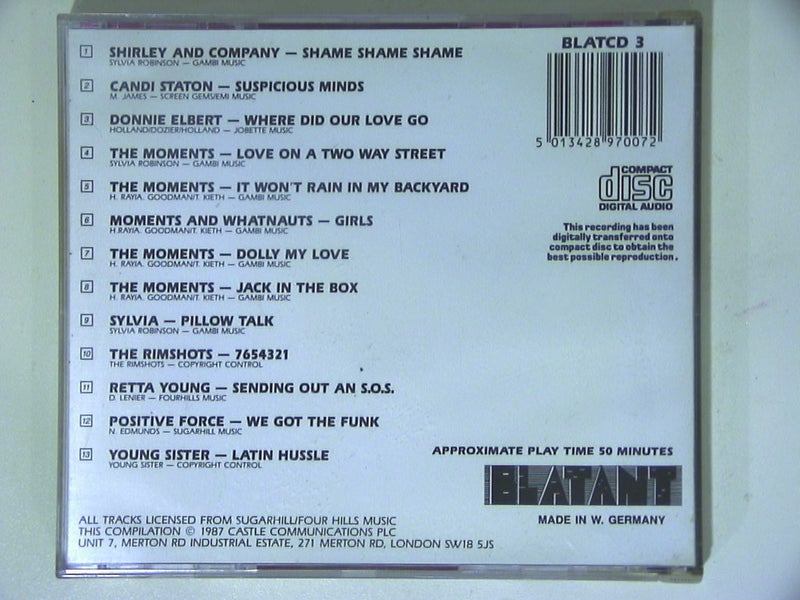 1 SHIRLEY AND COMPANY — SHAME SHAME SHAME
SYLVIA ROBINSON — GAMBI MUSIC
2 CANDI STATON — SUSPICIOUS MINDS
M. JAMES — SCREEN GEMS/EMI MUSIC
3 DONNIE ELBERT — WHERE DID OUR LOVE GO
HOLLAND/DOZIER/HOLLAND — JOBETTE MUSIC
4 THE MOMENTS — LOVE ON A TWO WAY STREET
SYLVIA ROBINSON — GAMBI MUSIC
5 THE MOMENTS — IT WON'T RAIN IN MY BACKYARD
H. RAYIA. GOODMAN/T. KIETH — GAMBI MUSIC
6 MOMENTS AND WHATNAUTS — GIRLS
H.RAYIA. GOODMAN/T. KIETH — GAMBI MUSIC
7 THE MOMENTS — DOLLY MY LOVE
H. RAYIA. GOODMAN/T. KIETH — GAMBI MUSIC
8 THE MOMENTS — JACK IN THE BOX
H. RAYIA. GOODMAN/T. KIETH — GAMBI MUSIC
9 SYLVIA — PILLOW TALK
SYLVIA ROBINSON — GAMBI MUSIC
10 THE RIMSHOTS — 7654321
THE RIMSHOTS — COPYRIGHT CONTROL
11 RETTA YOUNG — SENDING OUT AN S.O.S.
D. LENIER — FOURHILLS MUSIC
12 POSITIVE FORCE — WE GOT THE FUNK
N. EDMUNDS — SUGARHILL MUSIC
13 YOUNG SISTER — LATIN HUSSLE
YOUNG SISTER — COPYRIGHT CONTROL
BLATCD 3
5 013428 970072
COMPACT
disc
DIGITAL AUDIO
This recording has been
digitally transferred onto
compact disc to obtain the
best possible reproduction.
APPROXIMATE PLAY TIME 50 MINUTES
BLATANT
MADE IN W. GERMANY
ALL TRACKS LICENSED FROM SUGARHILL/FOUR HILLS MUSIC
THIS COMPILATION © 1987 CASTLE COMMUNICATIONS PLC
UNIT 7, MERTON RD INDUSTRIAL ESTATE, 271 MERTON RD, LONDON SW18 5JS